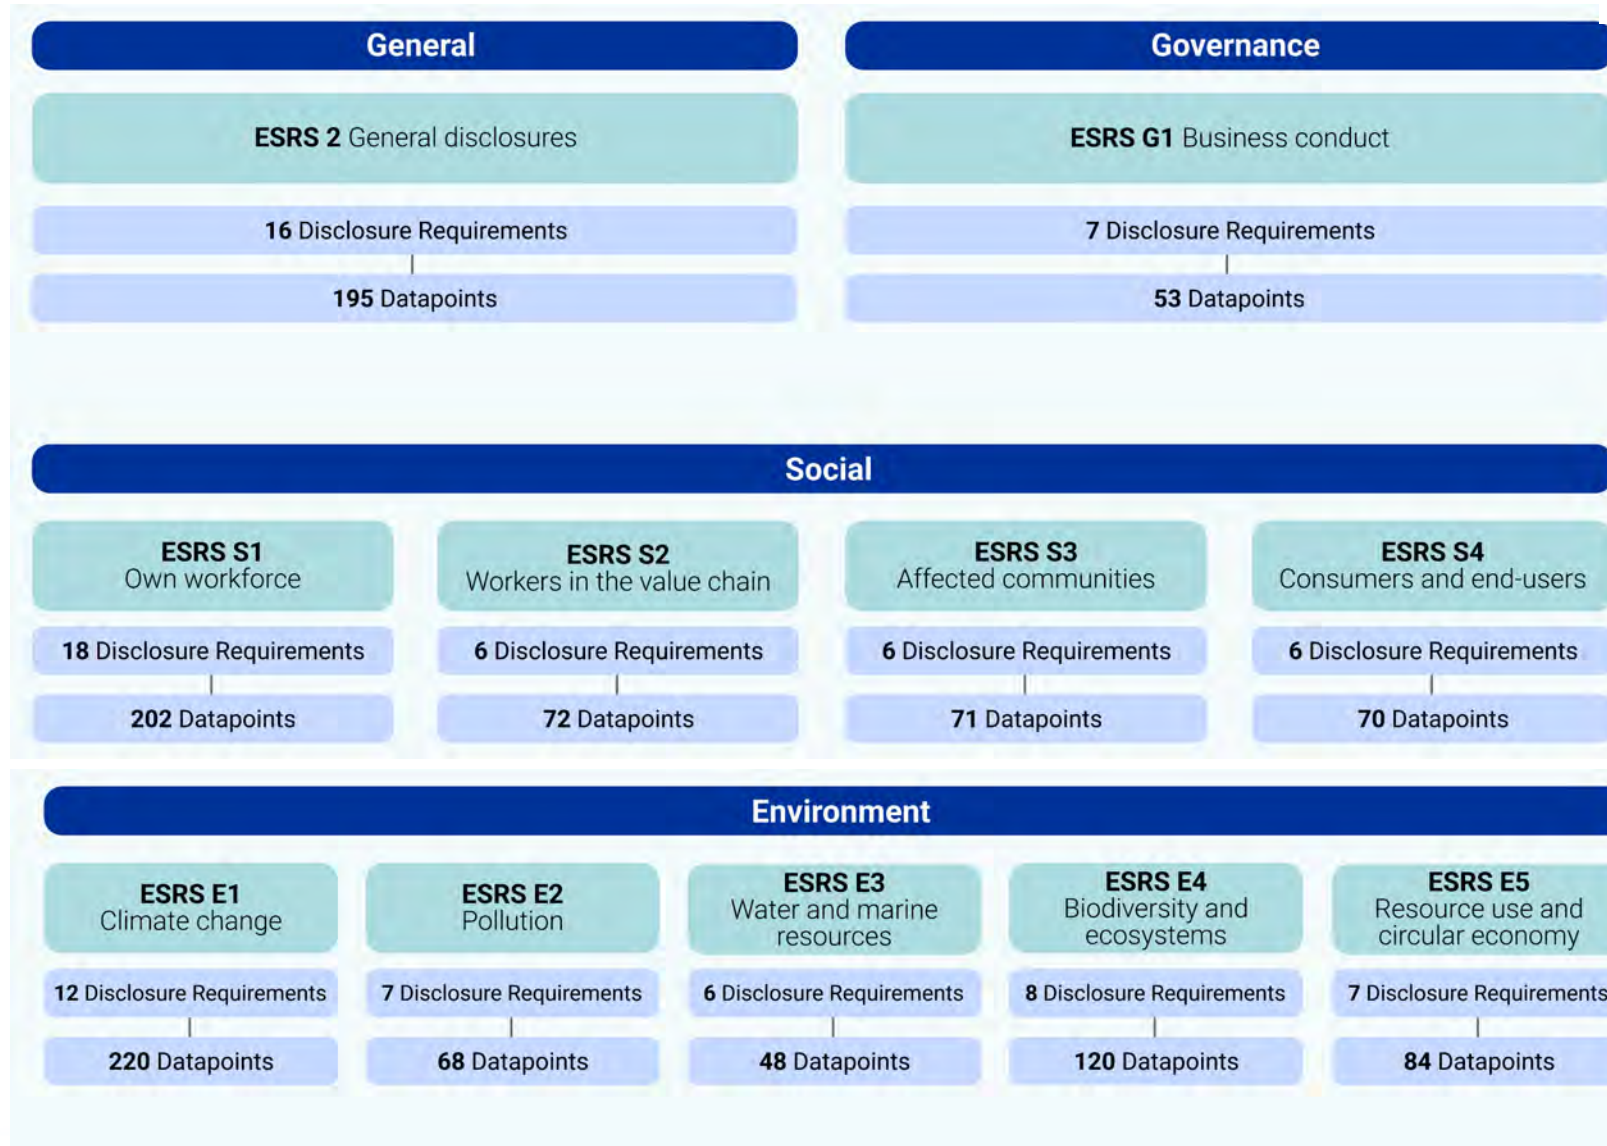 General
Governance
ESRS 2 General disclosures
ESRS G1 Business conduct
16 Disclosure Requirements
7 Disclosure Requirements
195 Datapoints
53 Datapoints
Social
ESRS S1
Own workforce
ESRS S2
Workers in the value chain
ESRS S3
Affected communities
ESRS S4
Consumers and end-users
18 Disclosure Requirements
6 Disclosure Requirements
6 Disclosure Requirements
6 Disclosure Requirements
202 Datapoints
72 Datapoints
71 Datapoints
70 Datapoints
Environment
ESRS E1
Climate change
ESRS E2
Pollution
ESRS E3
Water and marine
resources
ESRS E4
Biodiversity and
ecosystems
ESRS E5
Resource use and
circular economy
12 Disclosure Requirements
7 Disclosure Requirements
6 Disclosure Requirements
8 Disclosure Requirements
7 Disclosure Requirements
220 Datapoints
68 Datapoints
48 Datapoints
120 Datapoints
84 Datapoints